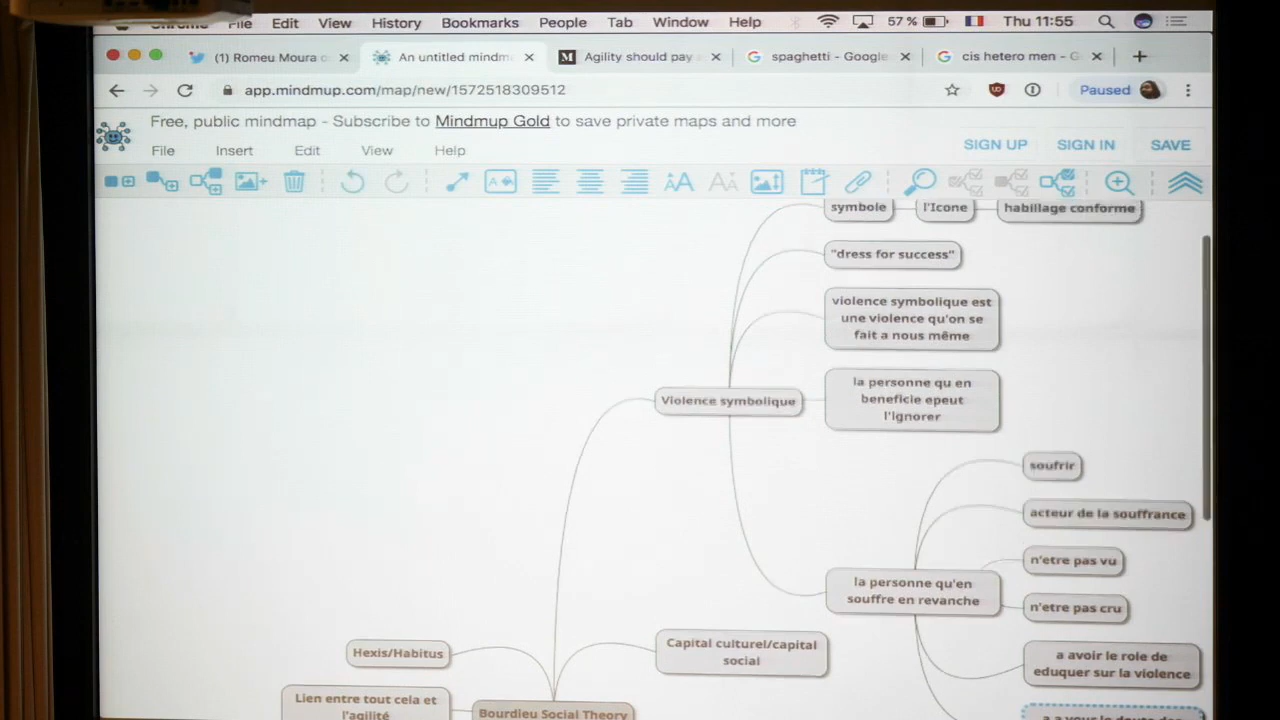 Chrome File Edit View History Bookmarks People Tab Window Help 57 % Thu 11:55
(1) Romeu Moura
An untitled mindm
M Agility should pay
G spaghetti - Google
G cis hetero men - G
app.mindmup.com/map/new/1572518309512
Paused
Free, public mindmap - Subscribe to Mindmup Gold to save private maps and more
File Insert Edit View Help
SIGN UP SIGN IN SAVE
symbole
l'Icone
habillage conforme
"dress for success"
violence symbolique est
une violence qu'on se
fait a nous même
Violence symbolique
la personne qu en
beneficie epeut
l'ignorer
soufrir
acteur de la souffrance
n'etre pas vu
la personne qu'en
souffre en revanche
n'etre pas cru
a avoir le role de
eduquer sur la violence
Capital culturel/capital
social
Hexis/Habitus
Lien entre tout cela et
l'agilité
Bourdieu Social Theory